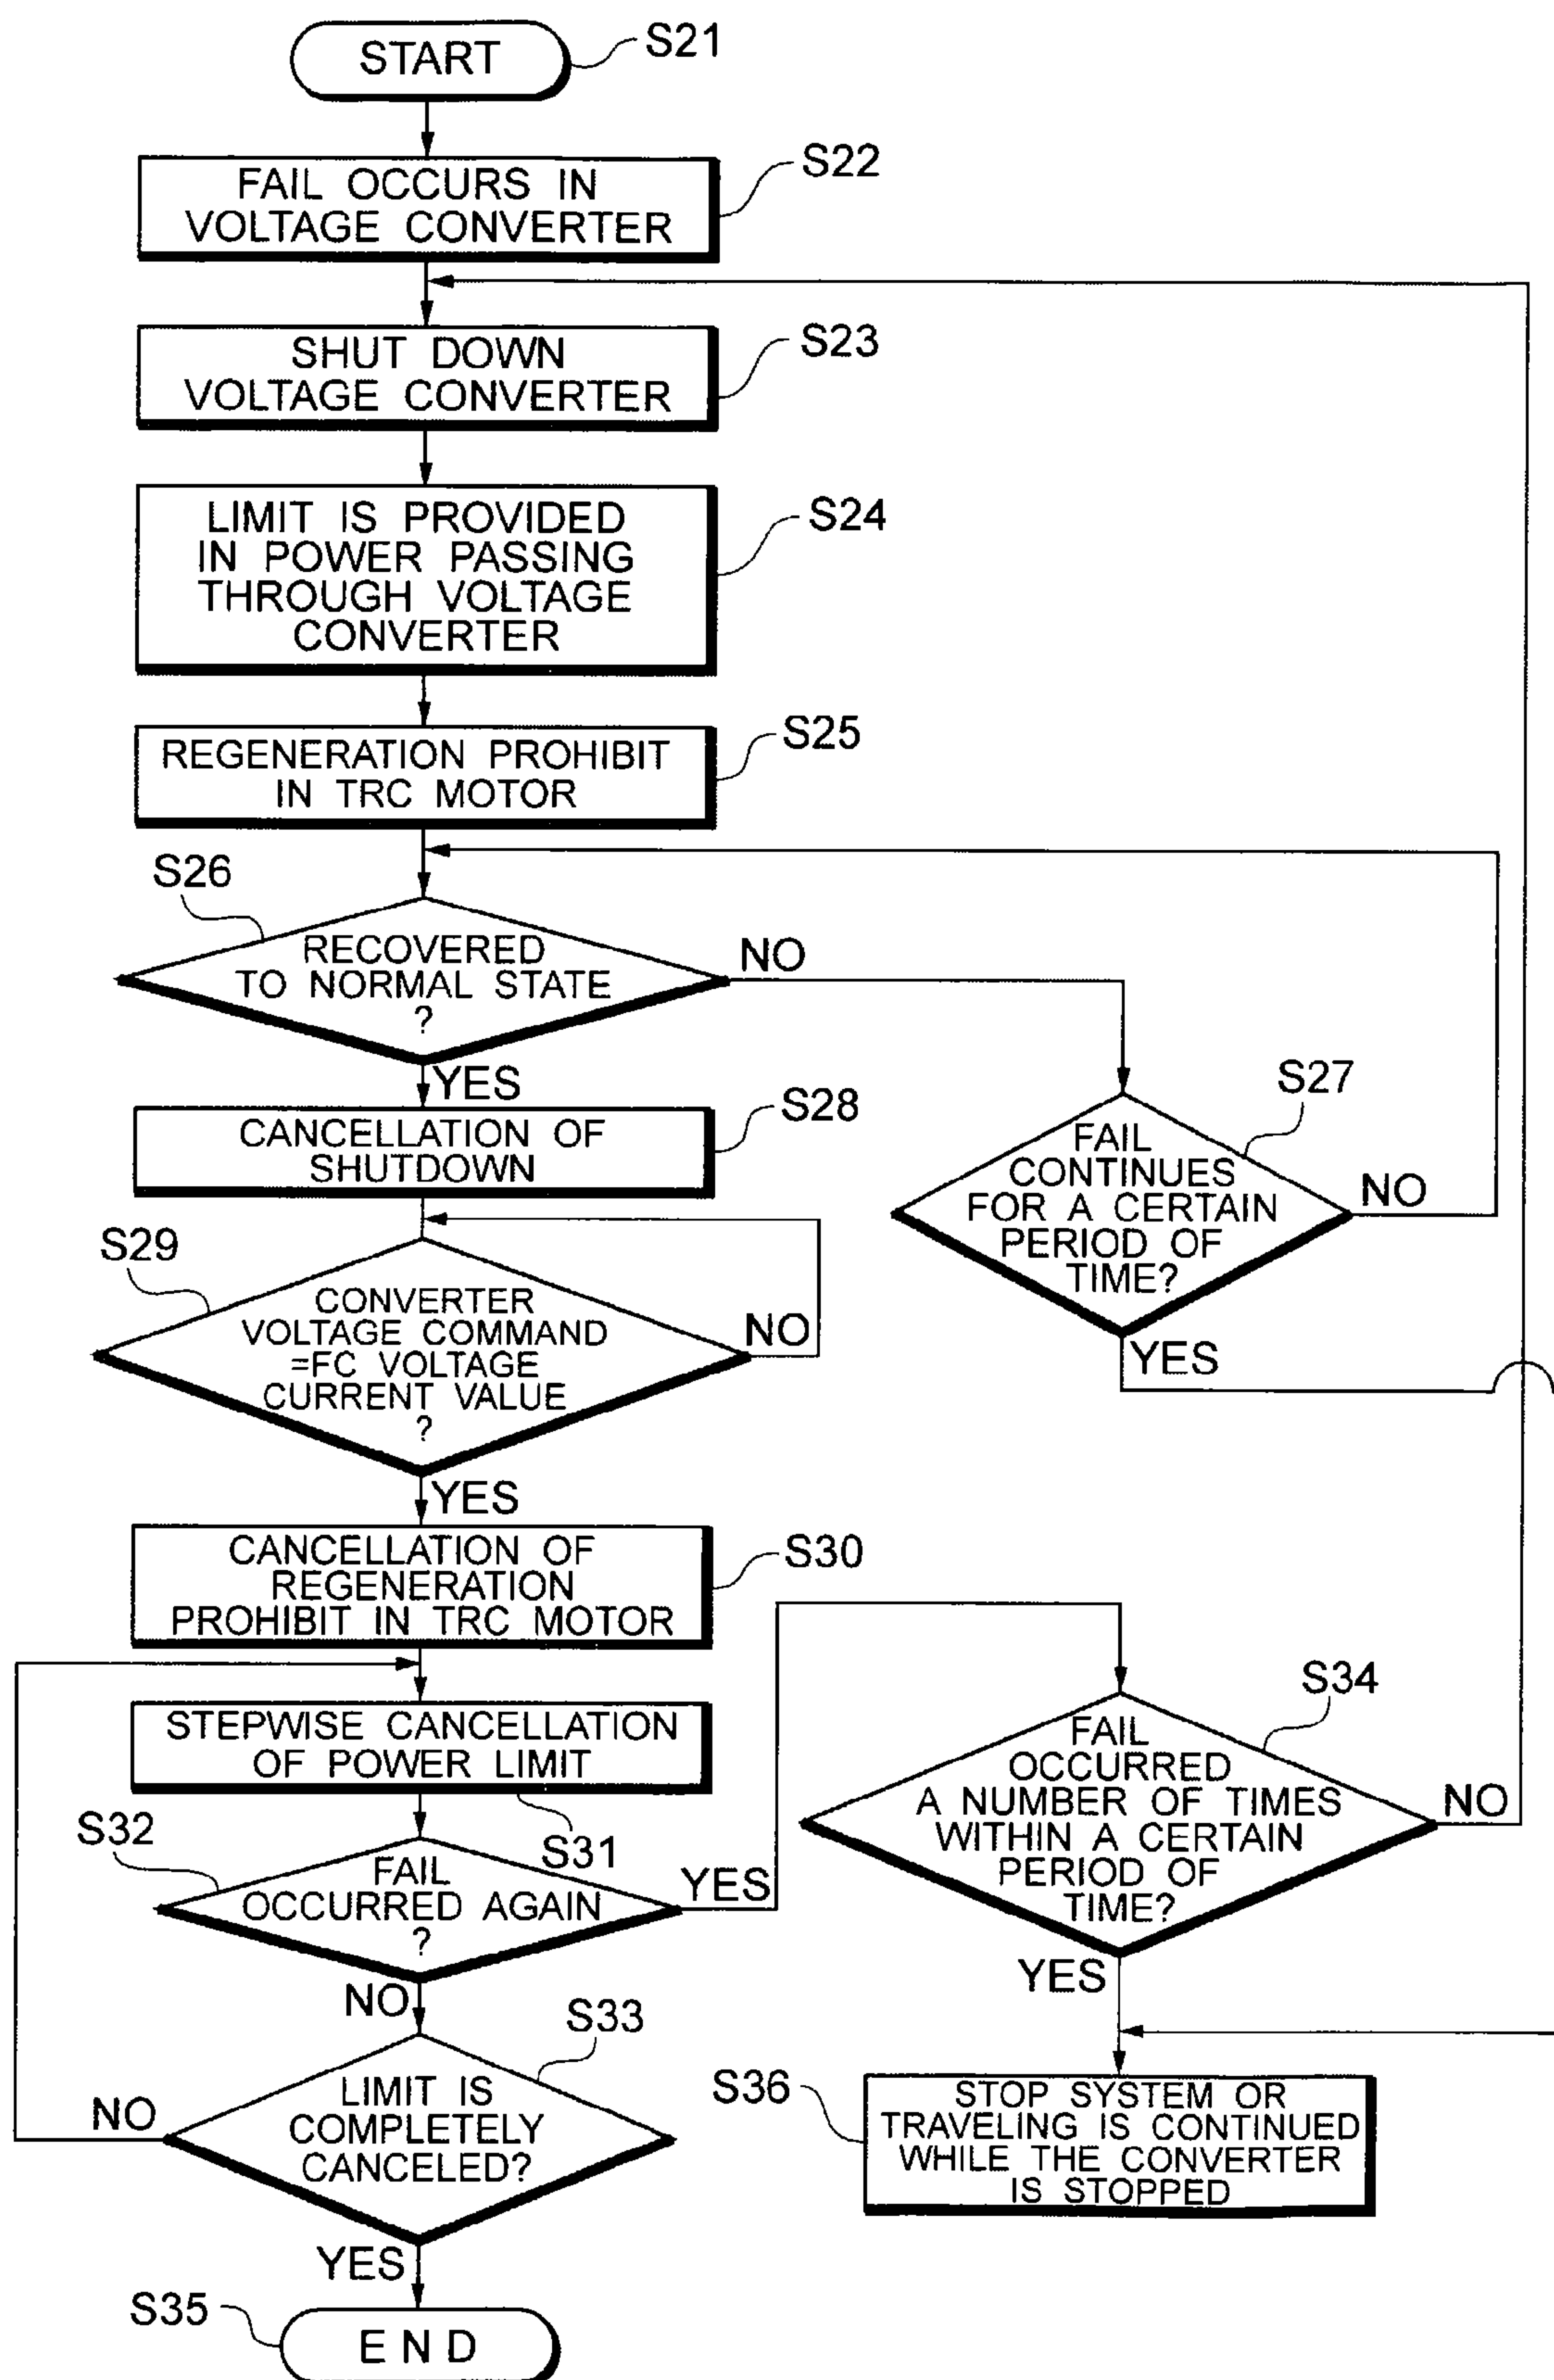 START
S21
FAIL OCCURS IN
VOLTAGE CONVERTER
S22
SHUT DOWN
VOLTAGE CONVERTER
S23
LIMIT IS PROVIDED
IN POWER PASSING
THROUGH VOLTAGE
CONVERTER
S24
REGENERATION PROHIBIT
IN TRC MOTOR
S25
S26
RECOVERED
TO NORMAL STATE
?
NO
YES
S27
FAIL
CONTINUES
FOR A CERTAIN
PERIOD OF
TIME?
NO
YES
CANCELLATION OF
SHUTDOWN
S28
S29
CONVERTER
VOLTAGE COMMAND
=FC VOLTAGE
CURRENT VALUE
?
NO
YES
CANCELLATION OF
REGENERATION
PROHIBIT IN TRC MOTOR
S30
STEPWISE CANCELLATION
OF POWER LIMIT
S31
S32
FAIL
OCCURRED AGAIN
?
YES
NO
S34
FAIL
OCCURRED
A NUMBER OF TIMES
WITHIN A CERTAIN
PERIOD OF
TIME?
NO
YES
S33
LIMIT IS
COMPLETELY
CANCELED?
NO
YES
S36
STOP SYSTEM OR
TRAVELING IS CONTINUED
WHILE THE CONVERTER
IS STOPPED
S35
END